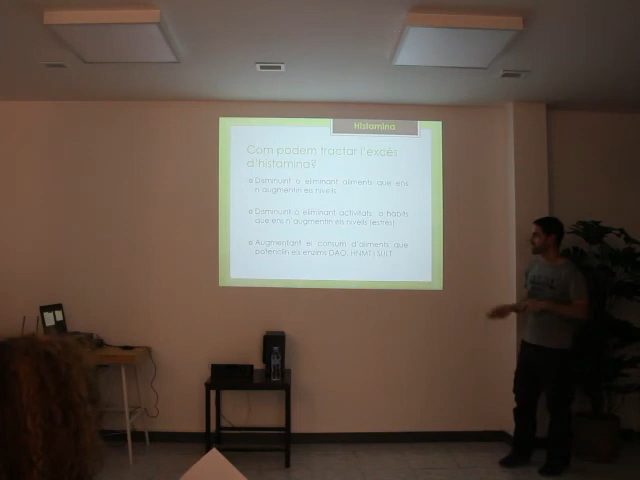 Histamina
Com podem tractar l'excés
d'histamina?
Disminuint o eliminant aliments que ens
n'augmentin els nivells
Disminuint o eliminant activitats o hàbits
que ens n'augmentin els nivells (estrès)
Augmentant el consum d'aliments que
potenciïn els enzims DAO, HNMT i SULT